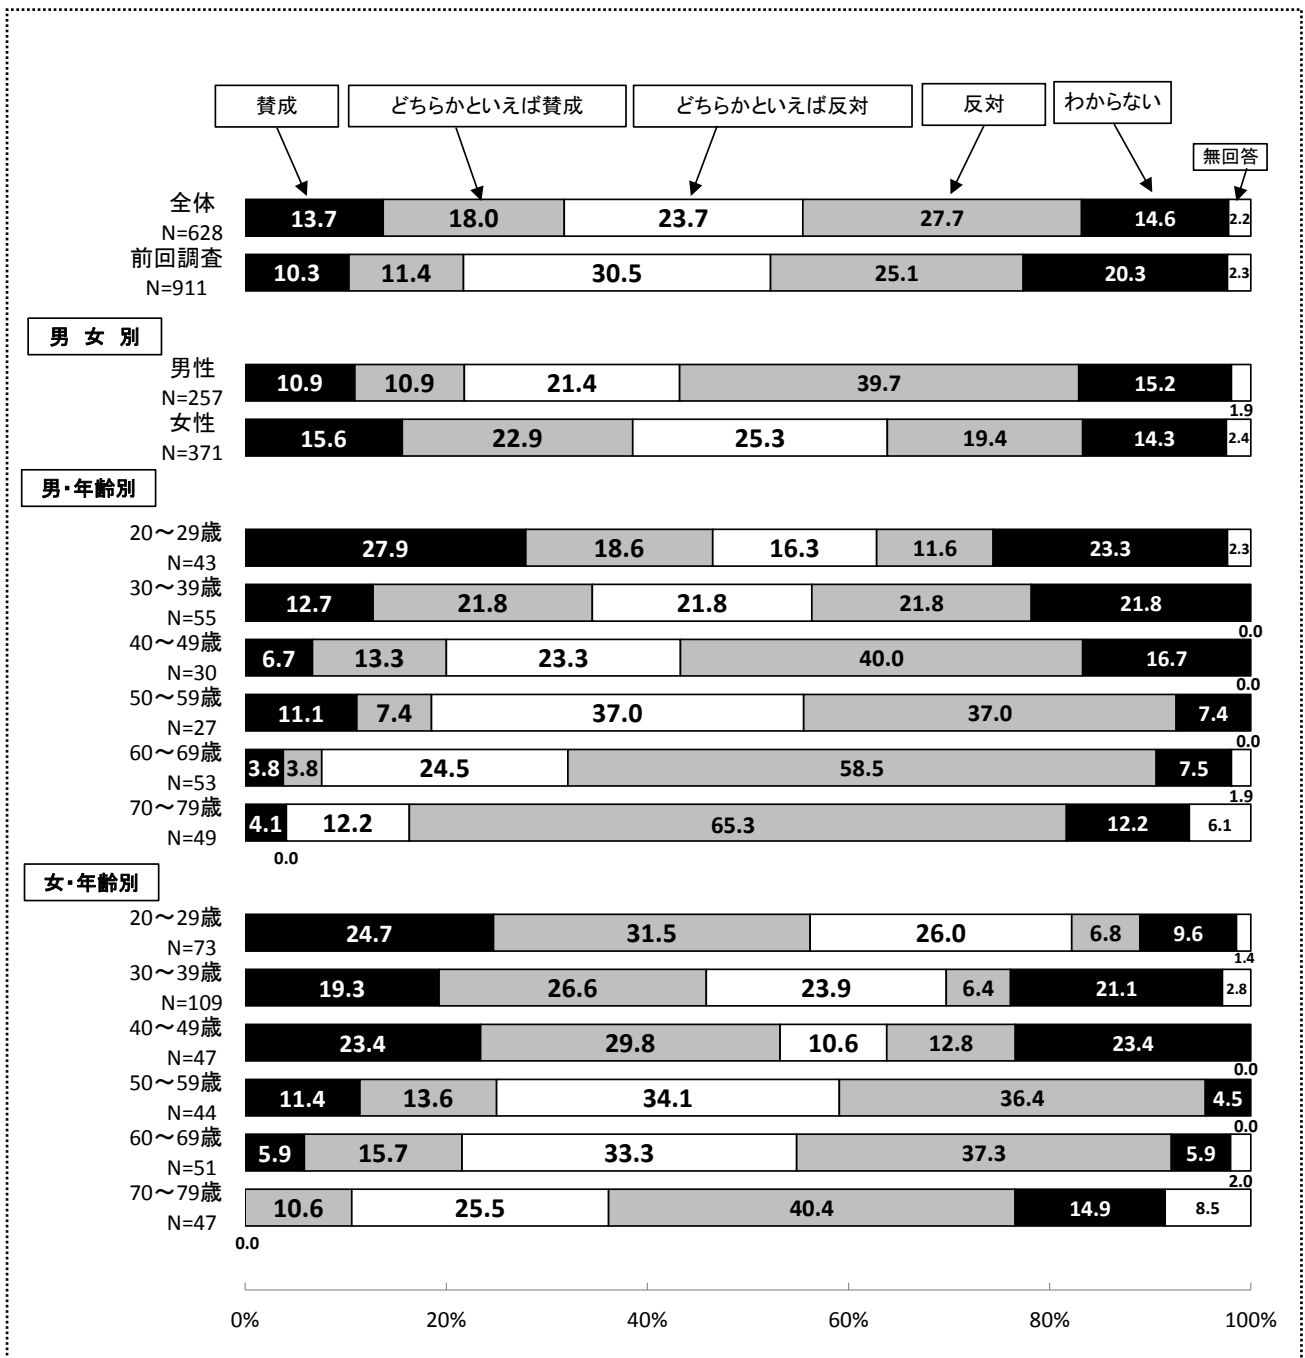 賛成
どちらかといえば賛成
どちらかといえば反対
反対
わからない
無回答
全体
N=628
13.7 18.0 23.7 27.7 14.6 2.2
前回調査
N=911
10.3 11.4 30.5 25.1 20.3 2.3
男 女 別
男性
N=257
10.9 10.9 21.4 39.7 15.2 1.9
女性
N=371
15.6 22.9 25.3 19.4 14.3 2.4
男・年齢別
20～29歳
N=43
27.9 18.6 16.3 11.6 23.3 2.3
30～39歳
N=55
12.7 21.8 21.8 21.8 21.8 0.0
40～49歳
N=30
6.7 13.3 23.3 40.0 16.7 0.0
50～59歳
N=27
11.1 7.4 37.0 37.0 7.4 0.0
60～69歳
N=53
3.8 3.8 24.5 58.5 7.5 1.9
70～79歳
N=49
4.1 0.0 12.2 65.3 12.2 6.1
女・年齢別
20～29歳
N=73
24.7 31.5 26.0 6.8 9.6 1.4
30～39歳
N=109
19.3 26.6 23.9 6.4 21.1 2.8
40～49歳
N=47
23.4 29.8 10.6 12.8 23.4 0.0
50～59歳
N=44
11.4 13.6 34.1 36.4 4.5 0.0
60～69歳
N=51
5.9 15.7 33.3 37.3 5.9 2.0
70～79歳
N=47
0.0 10.6 25.5 40.4 14.9 8.5
0% 20% 40% 60% 80% 100%